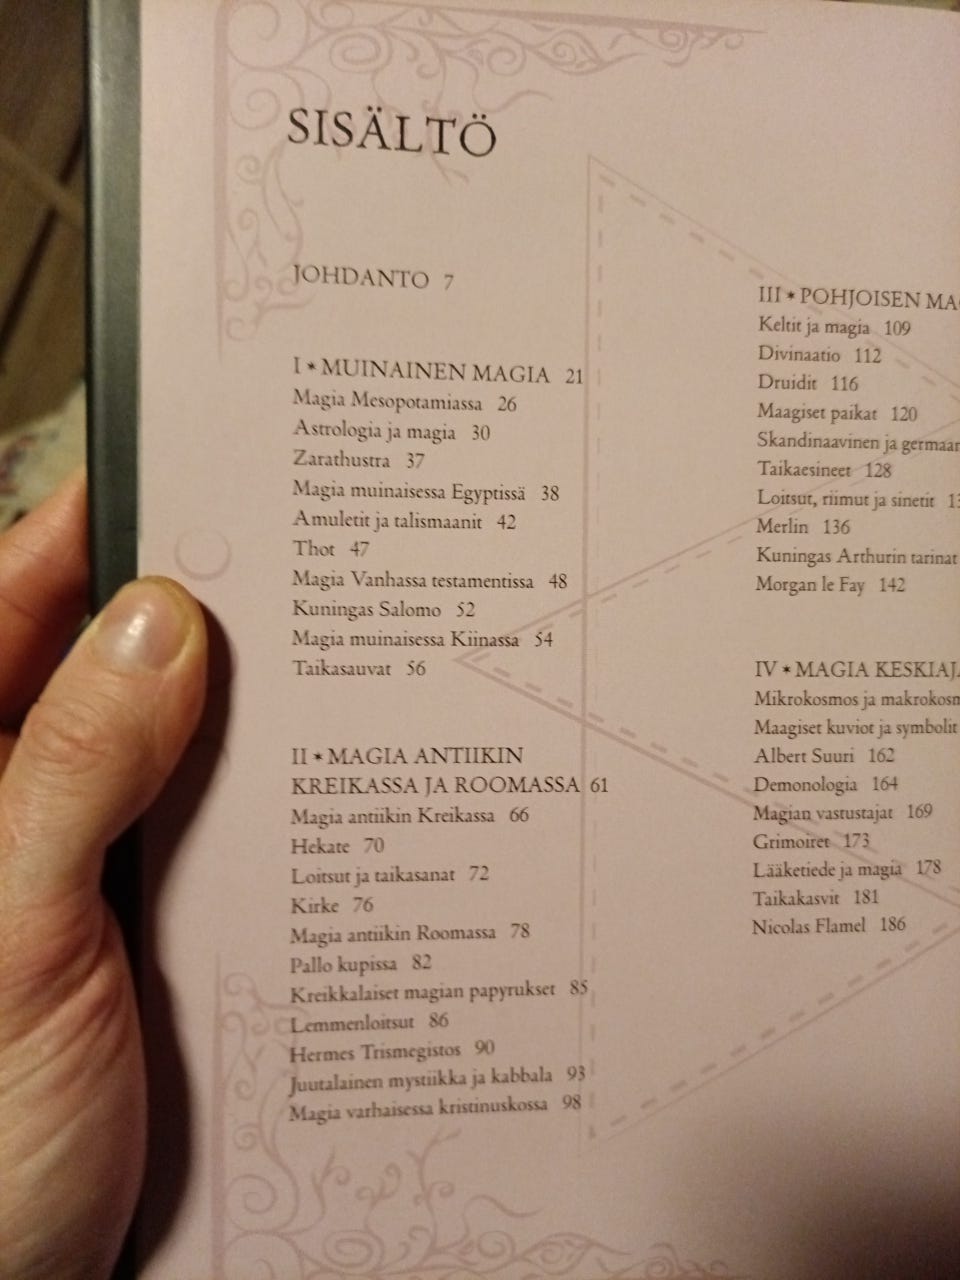 SISÄLTÖ
JOHDANTO 7
I * MUINAINEN MAGIA 21
Magia Mesopotamiassa 26
Astrologia ja magia 30
Zarathustra 37
Magia muinaisessa Egyptissä 38
Amuletit ja talismaanit 42
Thot 47
Magia Vanhassa testamentissa 48
Kuningas Salomo 52
Magia muinaisessa Kiinassa 54
Taikasauvat 56
II * MAGIA ANTIIKIN
KREIKASSA JA ROOMASSA 61
Magia antiikin Kreikassa 66
Hekate 70
Loitsut ja taikasanat 72
Kirke 76
Magia antiikin Roomassa 78
Pallo kupissa 82
Kreikkalaiset magian papyrukset 85
Lemmenloitsut 86
Hermes Trismegistos 90
Juutalainen mystiikka ja kabbala 93
Magia varhaisessa kristinuskossa 98
III * POHJOISEN
Keltit ja magia 109
Divinaatio 112
Druidit 116
Maagiset paikat 120
Skandinaavinen ja
Taikaesineet 128
Loitsut, riimut ja sinetit
Merlin 136
Kuningas Arthurin tarinat
Morgan le Fay 142
IV * MAGIA
Mikrokosmos ja
Maagiset kuviot ja symbolit
Albert Suuri 162
Demonologia 164
Magian vastustajat 169
Grimoiret 173
Lääketiede ja magia 178
Taikakasvit 181
Nicolas Flamel 186